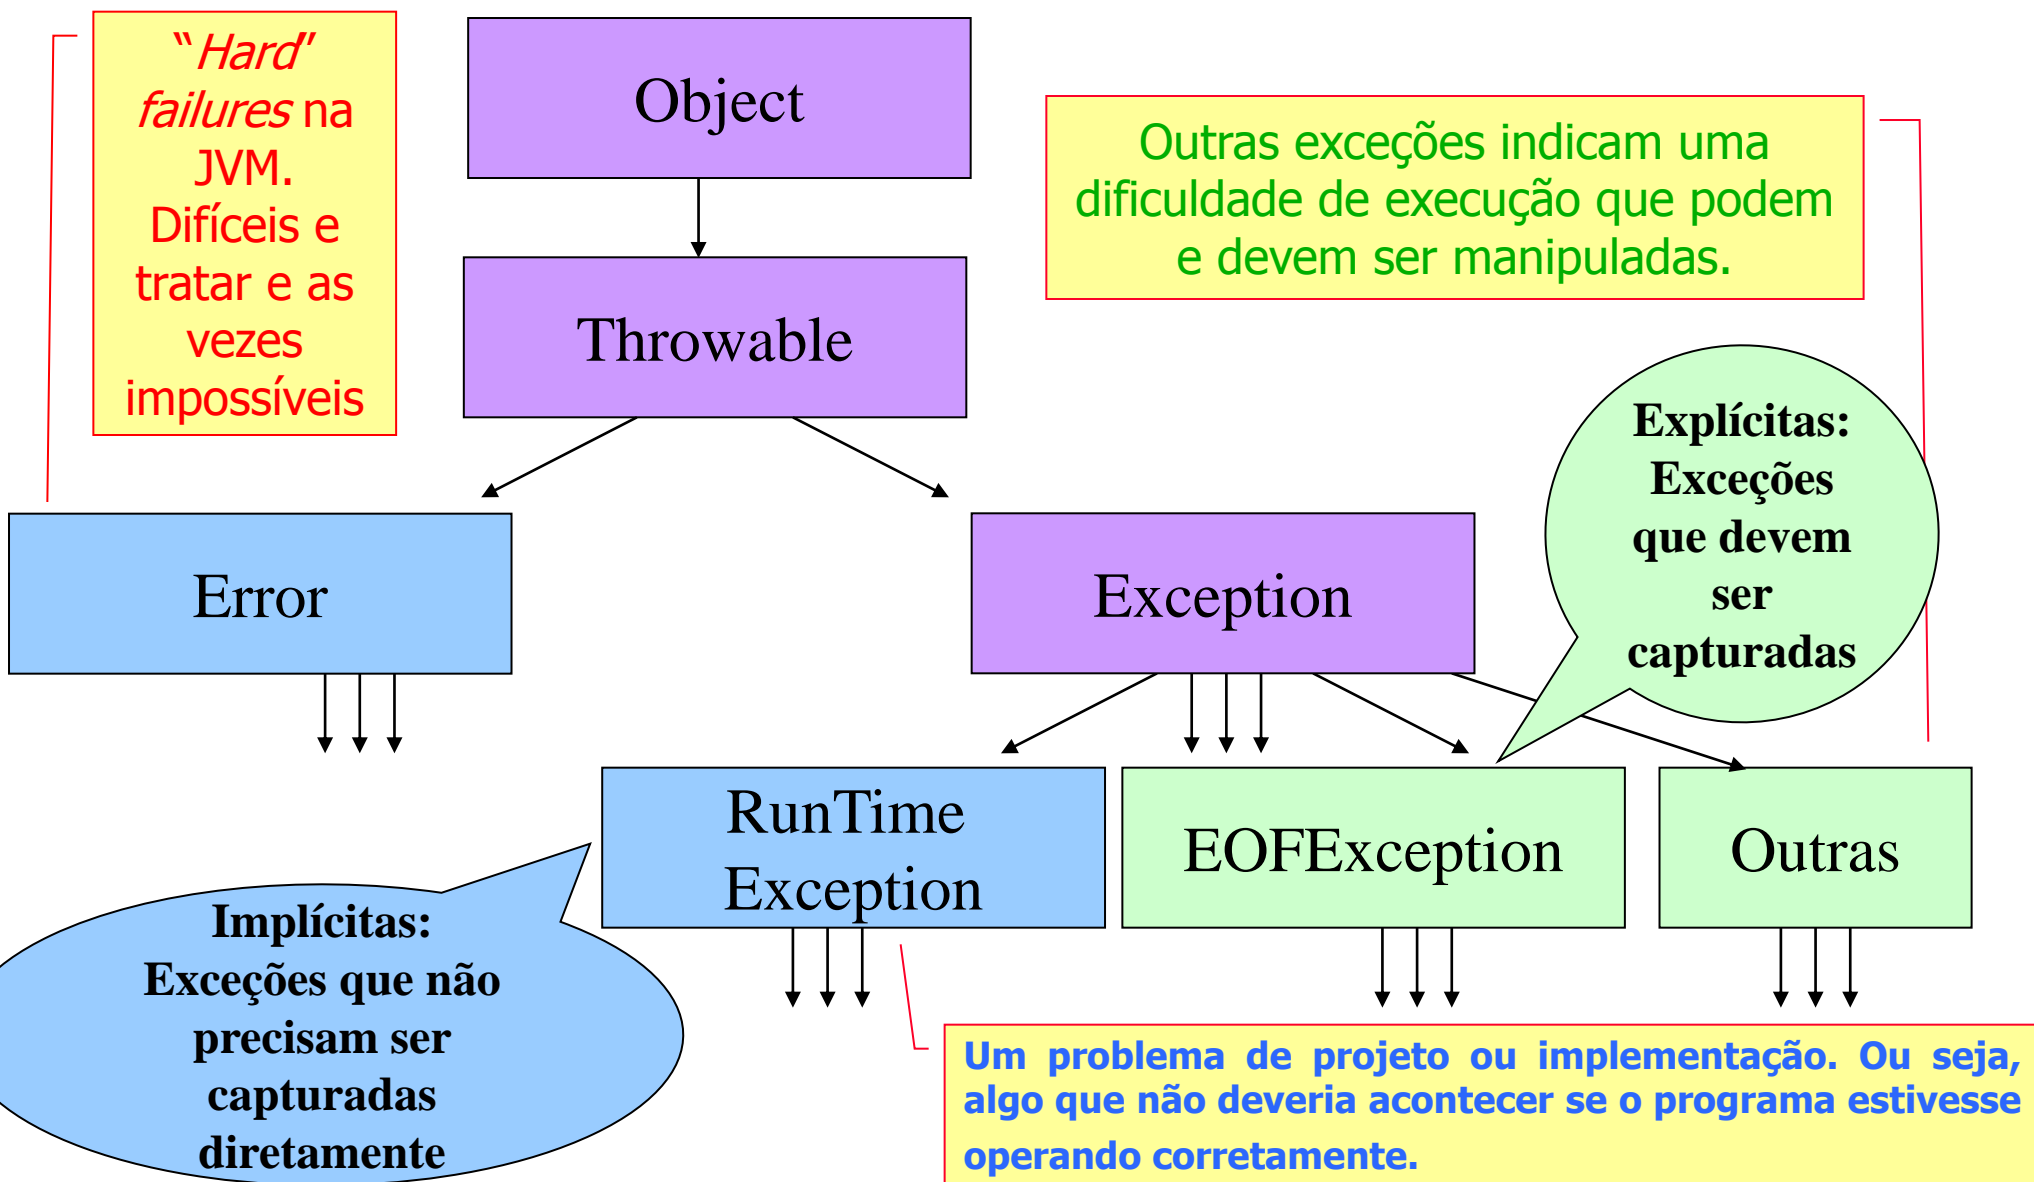 “Hard”
failures na
JVM.
Difíceis e
tratar e as
vezes
impossíveis
Object
Outras exceções indicam uma
dificuldade de execução que podem
e devem ser manipuladas.
Throwable
Explícitas:
Exceções
que devem
ser
capturadas
Error
Exception
RunTime
Exception
EOFException
Outras
Implícitas:
Exceções que não
precisam ser
capturadas
diretamente
Um problema de projeto ou implementação. Ou seja,
algo que não deveria acontecer se o programa estivesse
operando corretamente.